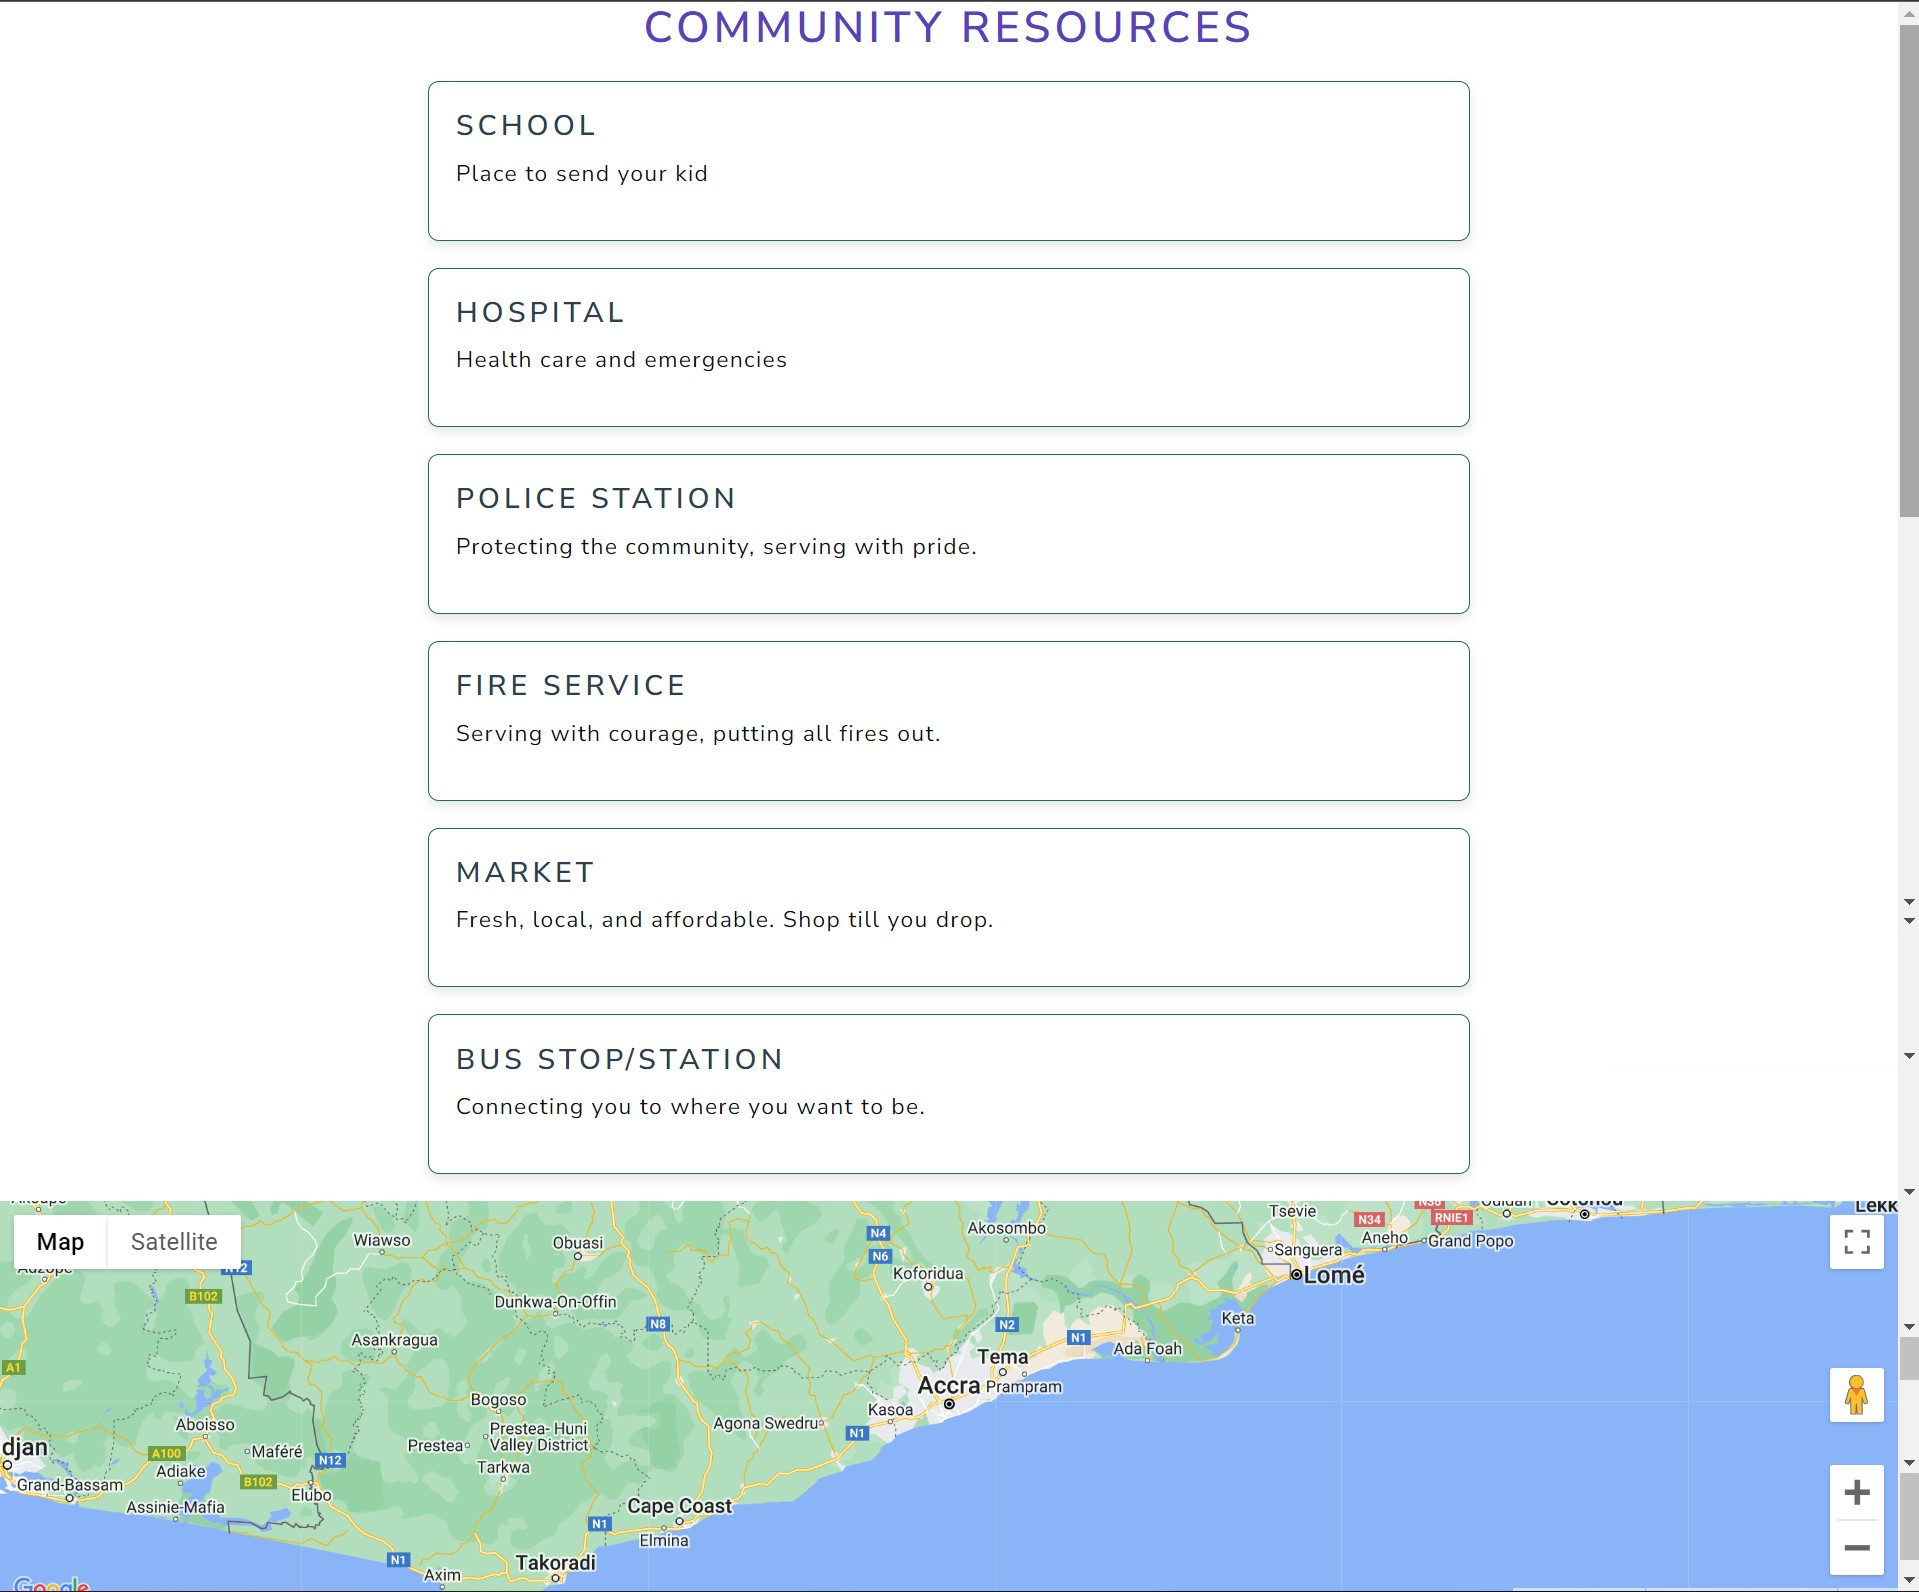 COMMUNITY RESOURCES
SCHOOL
Place to send your kid
HOSPITAL
Health care and emergencies
POLICE STATION
Protecting the community, serving with pride.
FIRE SERVICE
Serving with courage, putting all fires out.
MARKET
Fresh, local, and affordable. Shop till you drop.
BUS STOP/STATION
Connecting you to where you want to be.
Map
Satellite
Lekk
Tsevie
N34
RNIE1
Aneho
Grand Popo
Sanguera
Lomé
Akosombo
N4
N6
Koforidua
Wiawso
Obuasi
N12
B102
Dunkwa-On-Offin
N8
N2
N1
Keta
Asankragua
Ada Foah
A1
Tema
Accra
Prampram
Bogoso
Kasoa
Aboisso
Agona Swedru
N1
Prestea- Huni
Valley District
Prestea
djan
A100
Maféré
N12
Adiake
Tarkwa
Grand-Bassam
B102
Elubo
Assinie-Mafia
Cape Coast
N1
Elmina
N1
Takoradi
Axim
Google